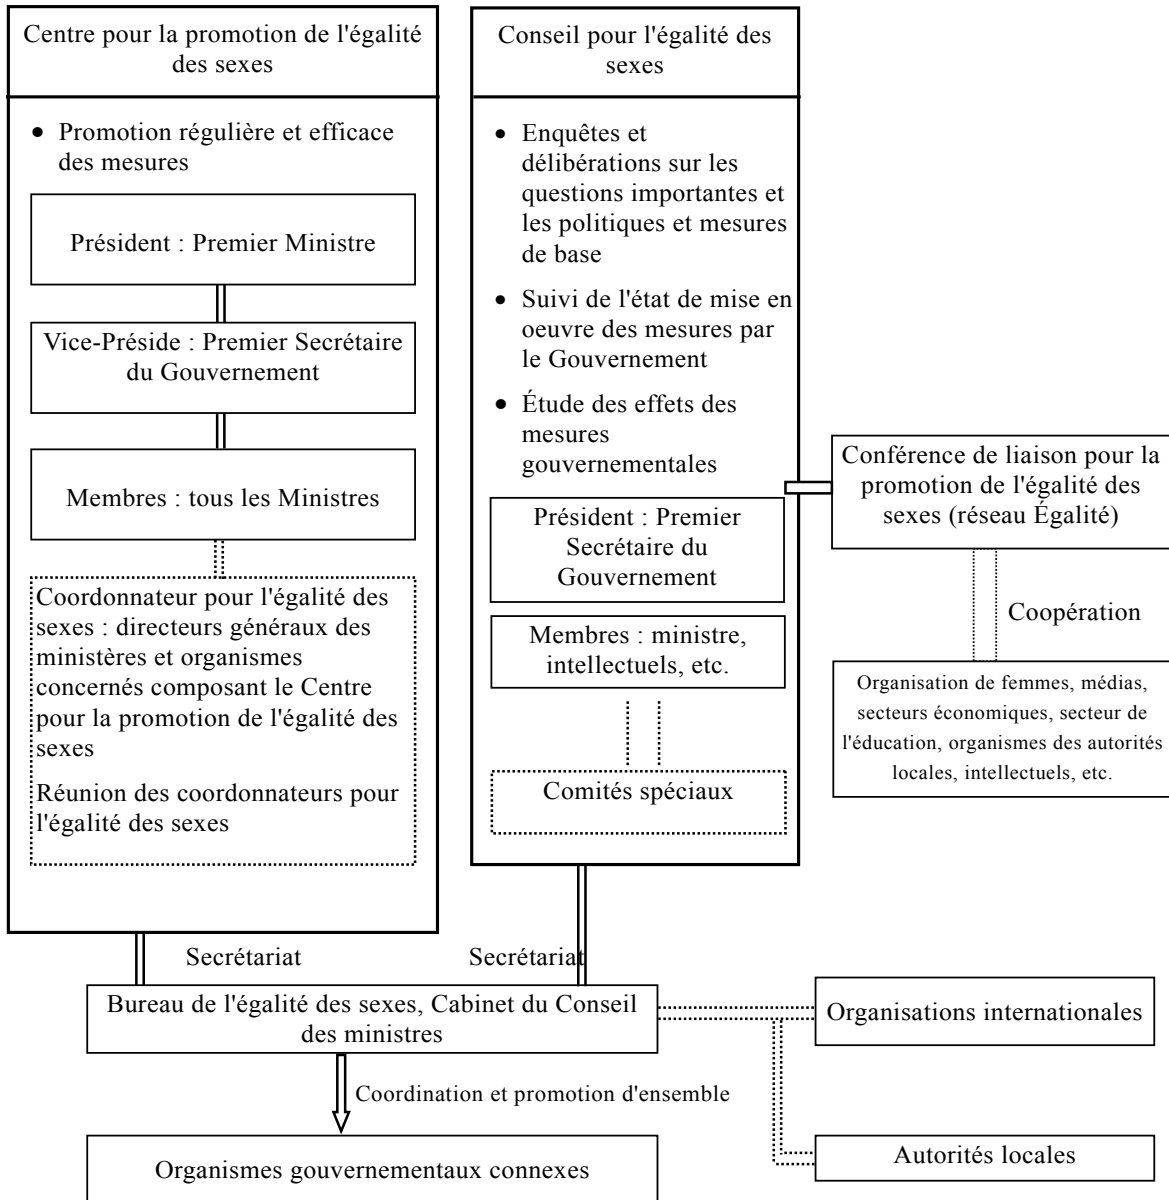 Centre pour la promotion de l'égalité
des sexes
• Promotion régulière et efficace
des mesures
Président : Premier Ministre
Vice-Préside : Premier Secrétaire
du Gouvernement
Membres : tous les Ministres
Coordonnateur pour l'égalité des
sexes : directeurs généraux des
ministères et organismes
concernés composant le Centre
pour la promotion de l'égalité des
sexes
Réunion des coordonnateurs pour
l'égalité des sexes
Conseil pour l'égalité des
sexes
• Enquêtes et
délibérations sur les
questions importantes et
les politiques et mesures
de base
• Suivi de l'état de mise en
oeuvre des mesures par
le Gouvernement
• Étude des effets des
mesures
gouvernementales
Président : Premier
Secrétaire du
Gouvernement
Membres : ministre,
intellectuels, etc.
Comités spéciaux
Conférence de liaison pour la
promotion de l'égalité des
sexes (réseau Égalité)
Coopération
Organisation de femmes, médias,
secteurs économiques, secteur de
l'éducation, organismes des autorités
locales, intellectuels, etc.
Secrétariat
Secrétariat
Bureau de l'égalité des sexes, Cabinet du Conseil
des ministres
Organisations internationales
Coordination et promotion d'ensemble
Organismes gouvernementaux connexes
Autorités locales